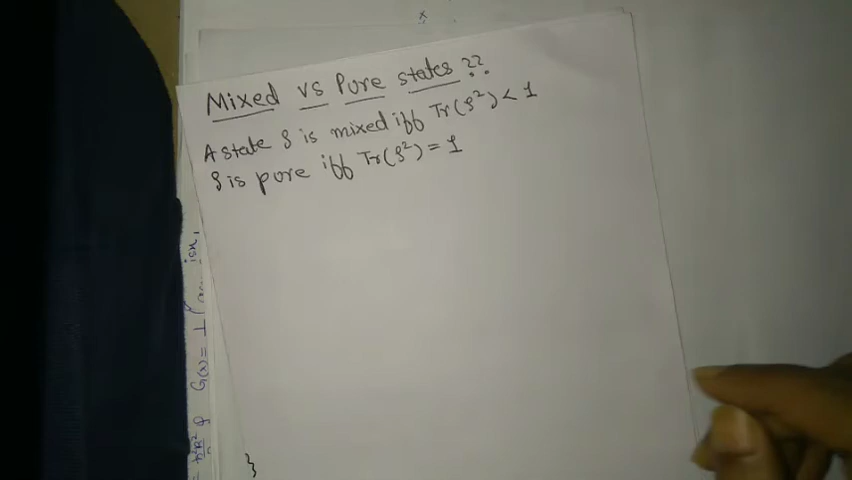 Mixed vs Pure states??
A state ρ is mixed iff Tr(ρ²) < 1
ρ is pure iff Tr(ρ²) = 1